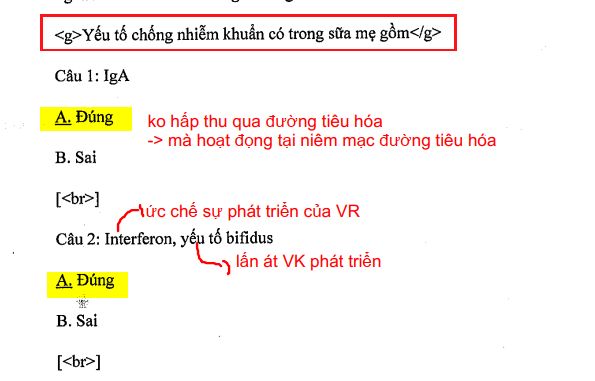 <g>Yếu tố chống nhiễm khuẩn có trong sữa mẹ gồm</g>
Câu 1: IgA
A. Đúng
ko hấp thu qua đường tiêu hóa
-> mà hoạt đọng tại niêm mạc đường tiêu hóa
B. Sai
[<br>]
ức chế sự phát triển của VR
Câu 2: Interferon, yếu tố bifidus
lấn át VK phát triển
A. Đúng
B. Sai
[<br>]